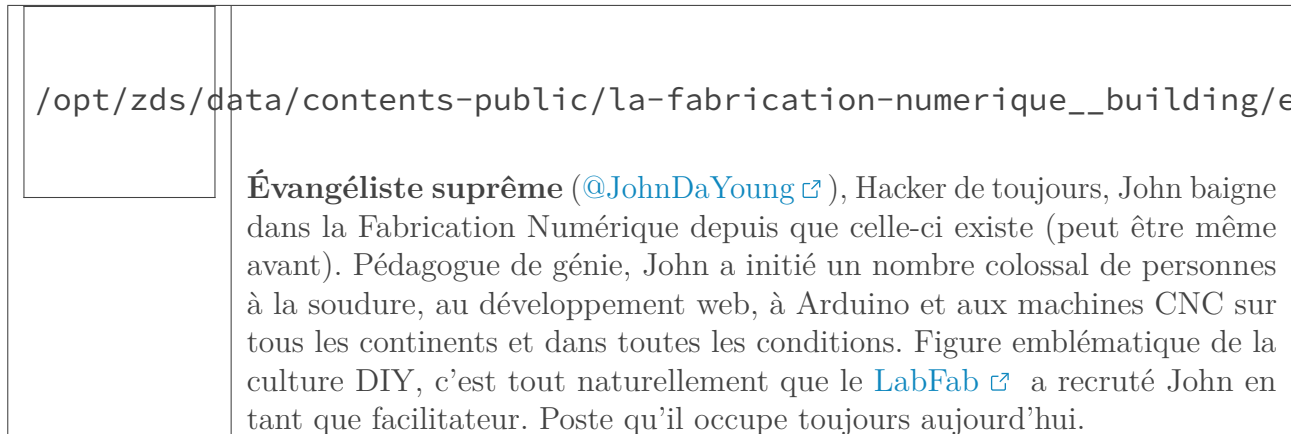 /opt/zds/data/contents-public/la-fabrication-numerique__building/e
Évangéliste suprême (@JohnDaYoung), Hacker de toujours, John baigne
dans la Fabrication Numérique depuis que celle-ci existe (peut être même
avant). Pédagogue de génie, John a initié un nombre colossal de personnes
à la soudure, au développement web, à Arduino et aux machines CNC sur
tous les continents et dans toutes les conditions. Figure emblématique de la
culture DIY, c'est tout naturellement que le LabFab a recruté John en
tant que facilitateur. Poste qu'il occupe toujours aujourd'hui.